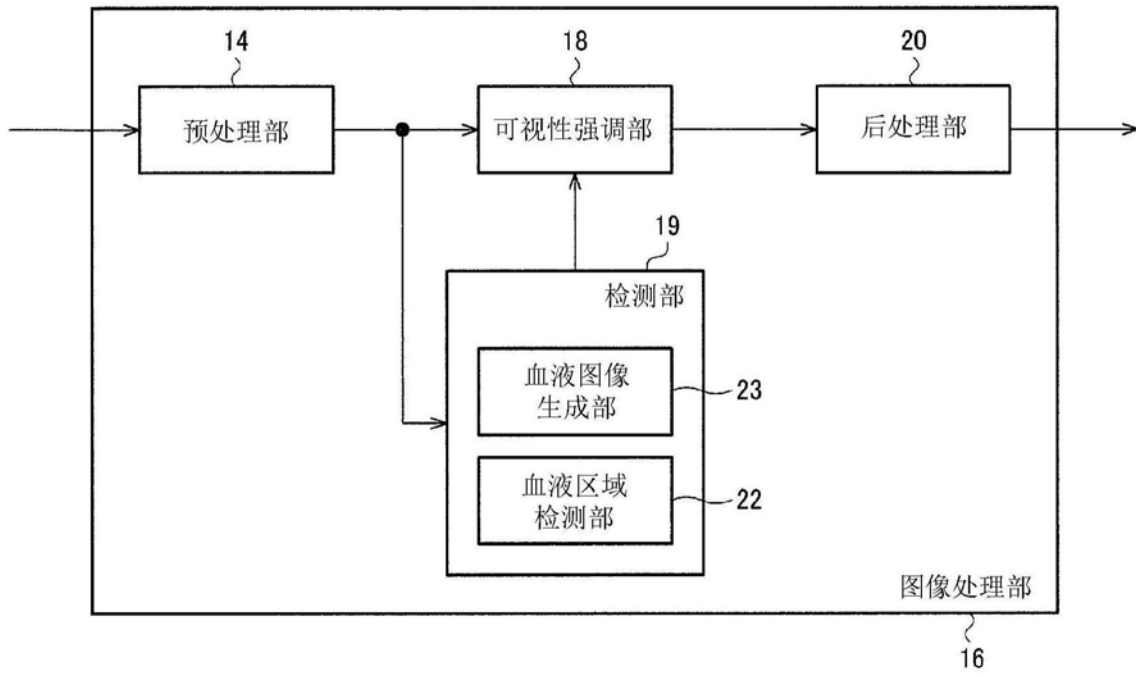 14
18
20
预处理部
可视性强调部
后处理部
19
检测部
血液图像
生成部
23
血液区域
检测部
22
图像处理部
16